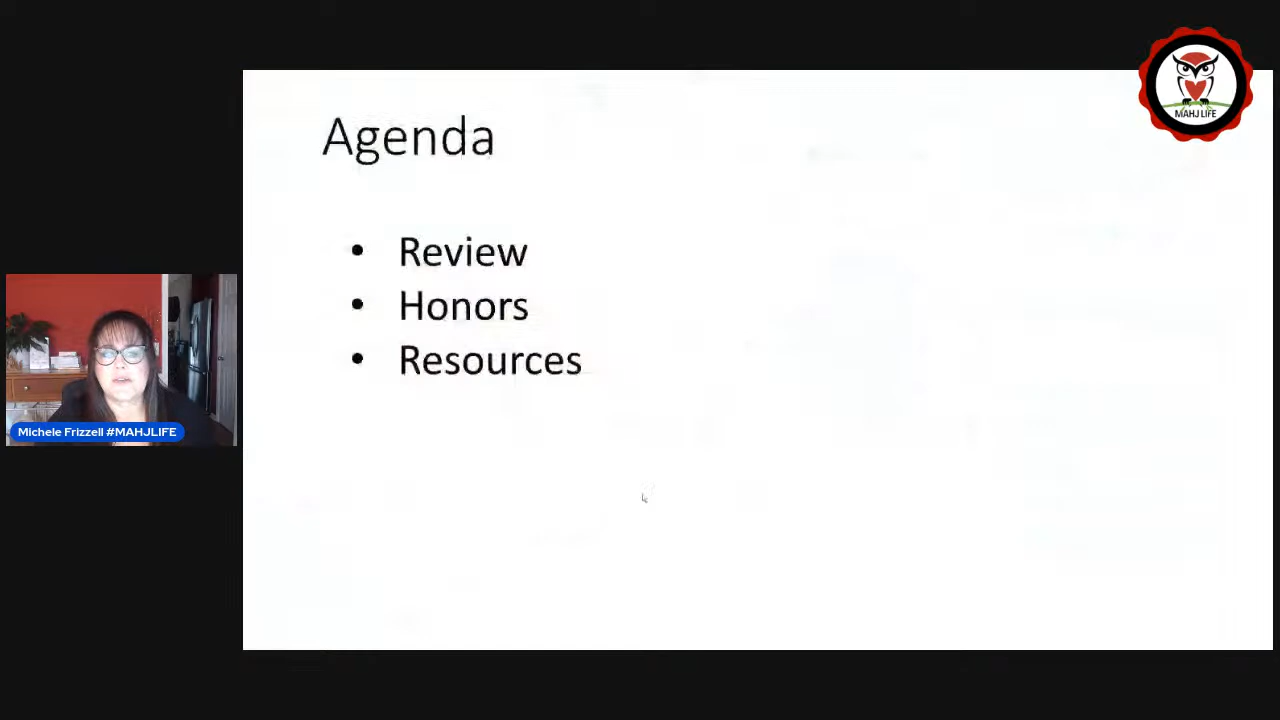 MAHJ LIFE
Agenda
• Review
• Honors
• Resources
Michele Frizzell #MAHJLIFE